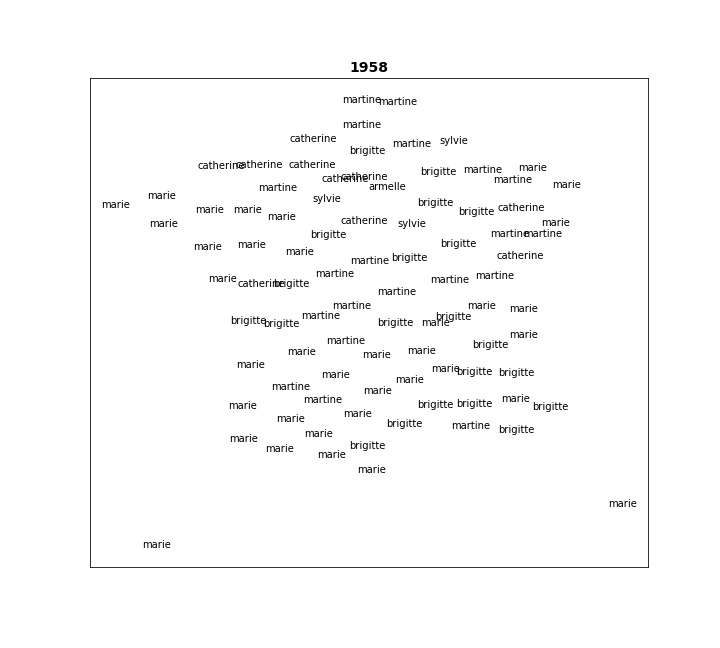 1958
martine martine
martine
catherine
martine sylvie
brigitte
catherine catherine catherine
brigitte martine marie
catherine catherine martine
martine armelle marie
marie marie sylvie
marie marie brigitte brigitte catherine
marie marie catherine sylvie marie
brigitte martine martine
marie marie marie brigitte
martine brigitte catherine
marie catherine brigitte martine martine martine
martine
martine marie marie
brigitte brigitte martine brigitte marie brigitte
martine brigitte marie
marie marie marie
marie marie marie brigitte brigitte
martine marie marie
marie martine brigitte brigitte marie brigitte
marie marie brigitte martine brigitte
marie marie
marie marie brigitte
marie
marie
marie